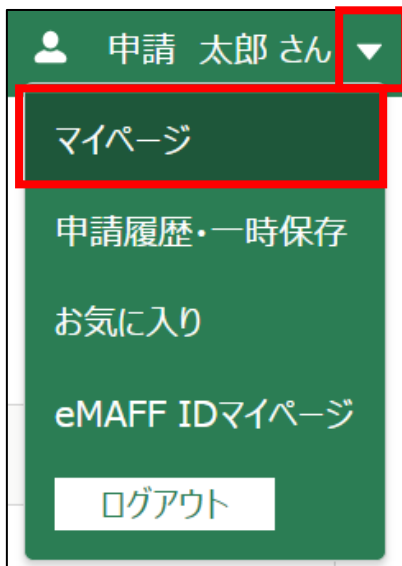 申請 太郎 さん
マイページ
申請履歴・一時保存
お気に入り
eMAFF IDマイページ
ログアウト